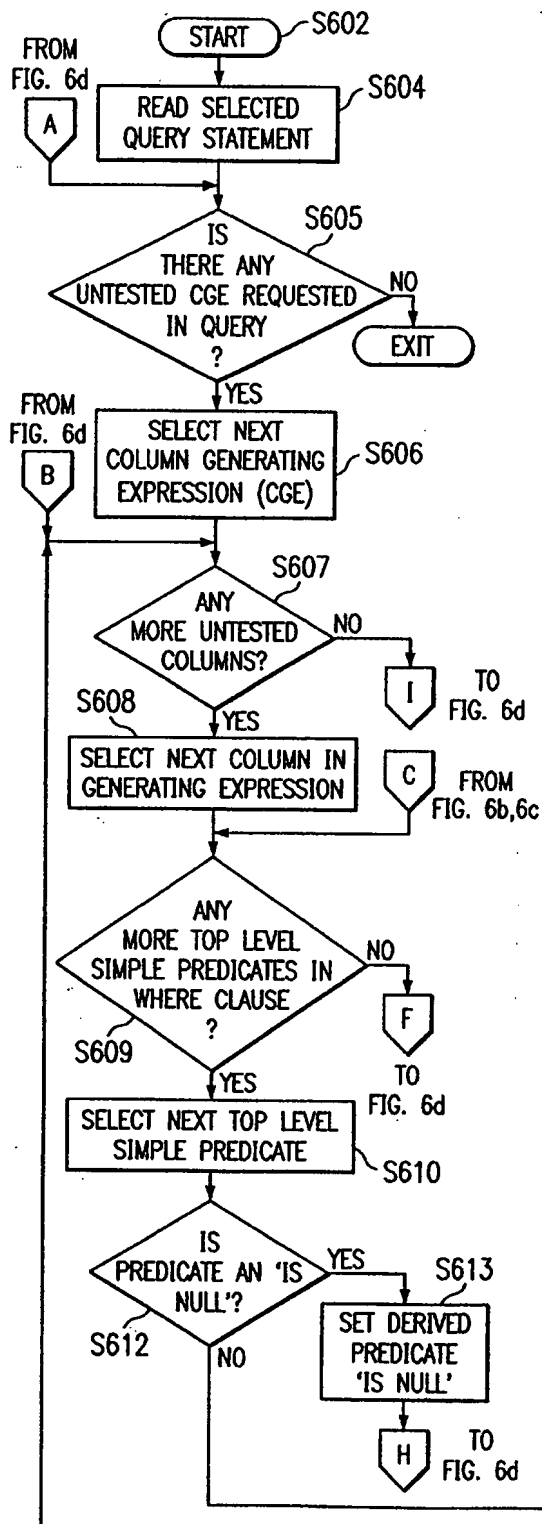 START
S602
FROM
FIG. 6d
A
READ SELECTED
QUERY STATEMENT
S604
S605
IS
THERE ANY
UNTESTED CGE REQUESTED
IN QUERY
?
NO
EXIT
YES
FROM
FIG. 6d
B
SELECT NEXT
COLUMN GENERATING
EXPRESSION (CGE)
S606
S607
ANY
MORE UNTESTED
COLUMNS?
NO
I
TO
FIG. 6d
YES
S608
SELECT NEXT COLUMN IN
GENERATING EXPRESSION
C
FROM
FIG. 6b,6c
ANY
MORE TOP LEVEL
SIMPLE PREDICATES IN
WHERE CLAUSE
?
NO
S609
F
TO
FIG. 6d
YES
SELECT NEXT TOP LEVEL
SIMPLE PREDICATE
S610
IS
PREDICATE AN 'IS
NULL'?
YES
S612
NO
S613
SET DERIVED
PREDICATE
'IS NULL'
H
TO
FIG. 6d